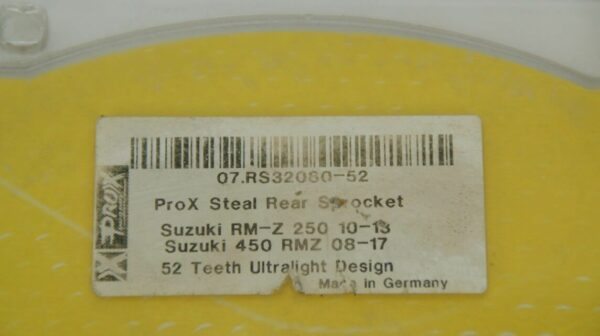 07.RS32080-52
PROX
ProX Steal Rear Sprocket
Suzuki RM-Z 250 10-13
Suzuki 450 RMZ 08-17
52 Teeth Ultralight Design
Made in Germany